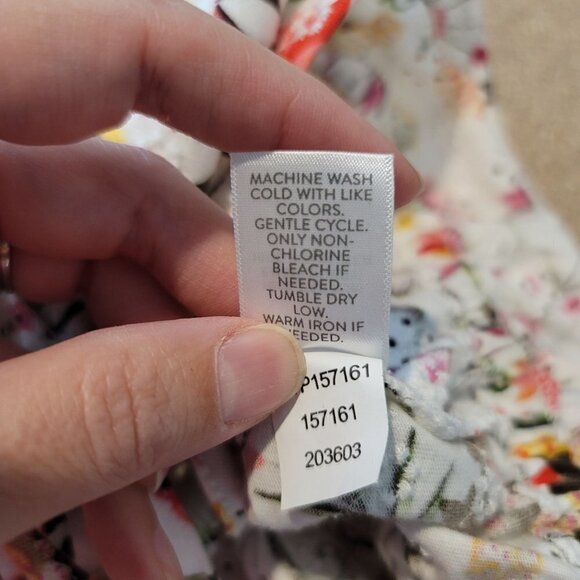 MACHINE WASH
COLD WITH LIKE
COLORS.
GENTLE CYCLE.
ONLY NON-
CHLORINE
BLEACH IF
NEEDED.
TUMBLE DRY
LOW.
WARM IRON IF
NEEDED.
P157161
157161
203603